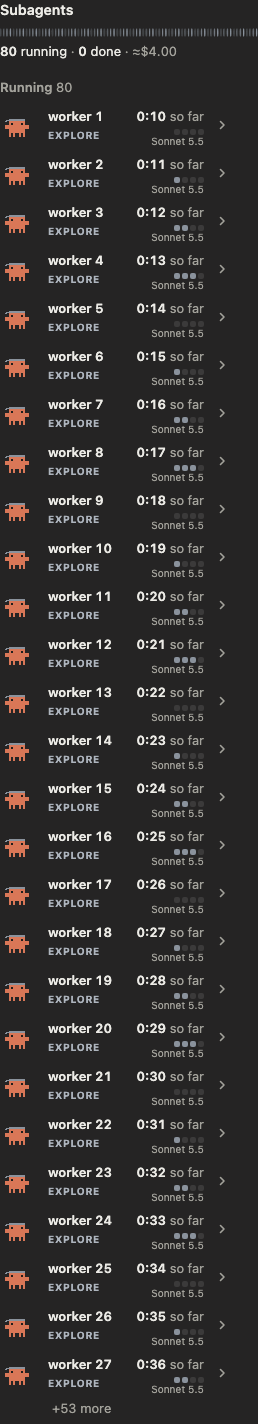 Subagents
80 running · 0 done · ≈$4.00
Running 80
worker 1 0:10 so far
EXPLORE
Sonnet 5.5
worker 2 0:11 so far
EXPLORE
Sonnet 5.5
worker 3 0:12 so far
EXPLORE
Sonnet 5.5
worker 4 0:13 so far
EXPLORE
Sonnet 5.5
worker 5 0:14 so far
EXPLORE
Sonnet 5.5
worker 6 0:15 so far
EXPLORE
Sonnet 5.5
worker 7 0:16 so far
EXPLORE
Sonnet 5.5
worker 8 0:17 so far
EXPLORE
Sonnet 5.5
worker 9 0:18 so far
EXPLORE
Sonnet 5.5
worker 10 0:19 so far
EXPLORE
Sonnet 5.5
worker 11 0:20 so far
EXPLORE
Sonnet 5.5
worker 12 0:21 so far
EXPLORE
Sonnet 5.5
worker 13 0:22 so far
EXPLORE
Sonnet 5.5
worker 14 0:23 so far
EXPLORE
Sonnet 5.5
worker 15 0:24 so far
EXPLORE
Sonnet 5.5
worker 16 0:25 so far
EXPLORE
Sonnet 5.5
worker 17 0:26 so far
EXPLORE
Sonnet 5.5
worker 18 0:27 so far
EXPLORE
Sonnet 5.5
worker 19 0:28 so far
EXPLORE
Sonnet 5.5
worker 20 0:29 so far
EXPLORE
Sonnet 5.5
worker 21 0:30 so far
EXPLORE
Sonnet 5.5
worker 22 0:31 so far
EXPLORE
Sonnet 5.5
worker 23 0:32 so far
EXPLORE
Sonnet 5.5
worker 24 0:33 so far
EXPLORE
Sonnet 5.5
worker 25 0:34 so far
EXPLORE
Sonnet 5.5
worker 26 0:35 so far
EXPLORE
Sonnet 5.5
worker 27 0:36 so far
EXPLORE
Sonnet 5.5
+53 more